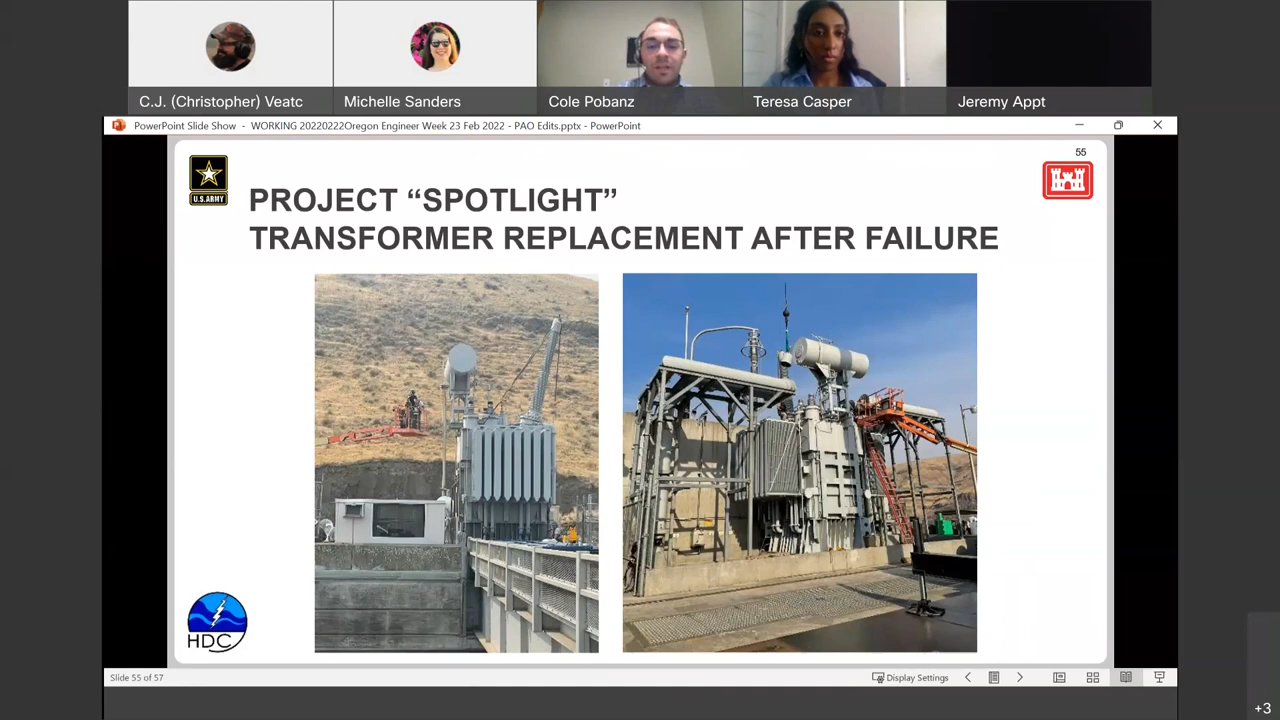 C.J. (Christopher) Veatc
Michelle Sanders
Cole Pobanz
Teresa Casper
Jeremy Appt
PowerPoint Slide Show - WORKING 20220222Oregon Engineer Week 23 Feb 2022 - PAO Edits.pptx - PowerPoint
55
U.S.ARMY
PROJECT “SPOTLIGHT”
TRANSFORMER REPLACEMENT AFTER FAILURE
HDC
Slide 55 of 57
Display Settings
+3